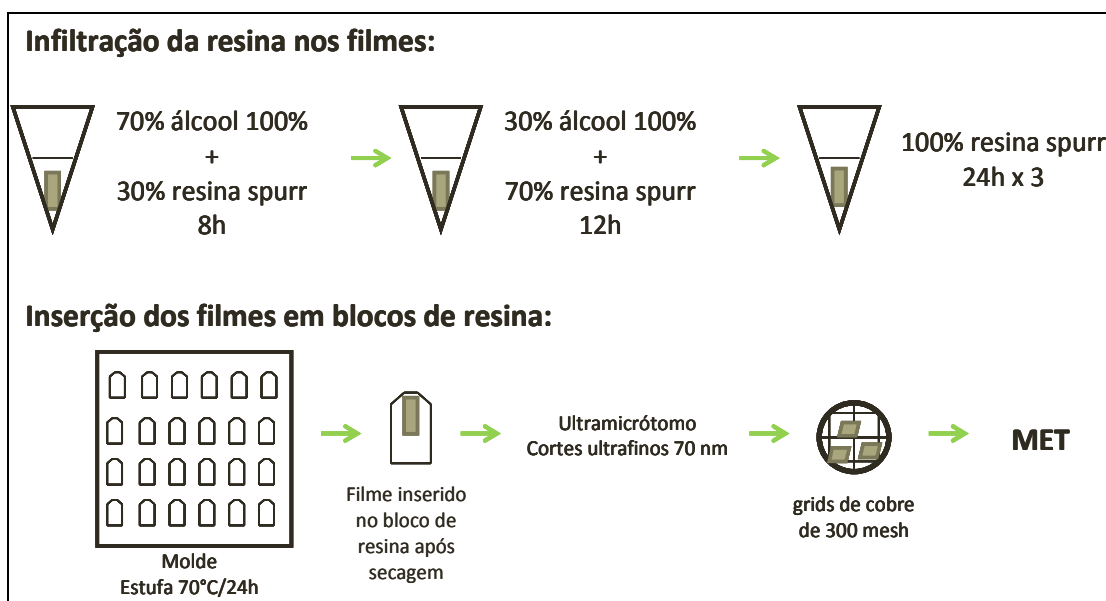 Infiltração da resina nos filmes:
70% álcool 100%
+
30% resina spurr
8h
30% álcool 100%
+
70% resina spurr
12h
100% resina spurr
24h x 3
Inserção dos filmes em blocos de resina:
Molde
Estufa 70°C/24h
Filme inserido
no bloco de
resina após
secagem
Ultramicrótomo
Cortes ultrafinos 70 nm
grids de cobre
de 300 mesh
MET